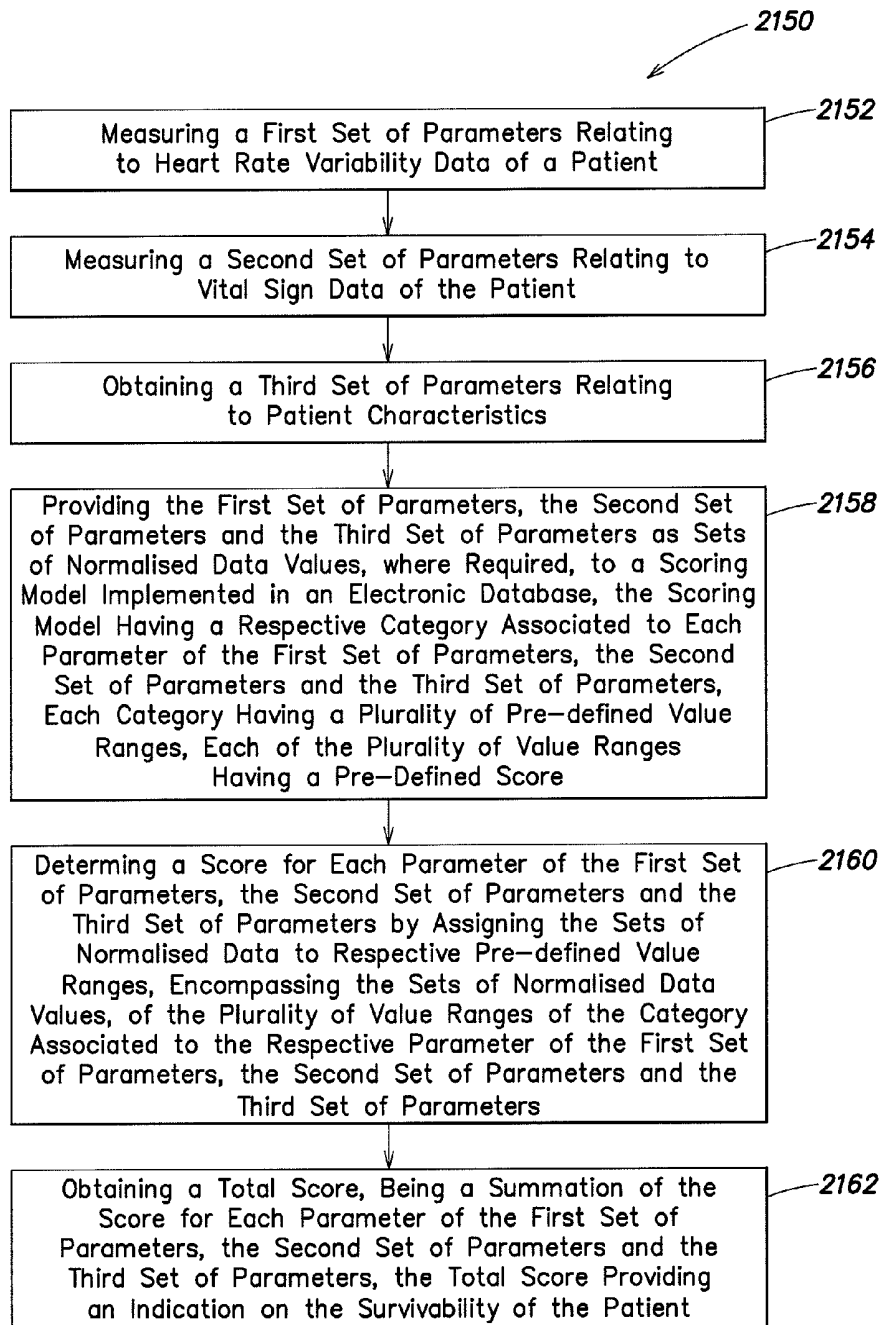 2150
2152
Measuring a First Set of Parameters Relating
to Heart Rate Variability Data of a Patient
2154
Measuring a Second Set of Parameters Relating to
Vital Sign Data of the Patient
2156
Obtaining a Third Set of Parameters Relating
to Patient Characteristics
2158
Providing the First Set of Parameters, the Second Set
of Parameters and the Third Set of Parameters as Sets
of Normalised Data Values, where Required, to a Scoring
Model Implemented in an Electronic Database, the Scoring
Model Having a Respective Category Associated to Each
Parameter of the First Set of Parameters, the Second
Set of Parameters and the Third Set of Parameters,
Each Category Having a Plurality of Pre-defined Value
Ranges, Each of the Plurality of Value Ranges
Having a Pre-Defined Score
2160
Determing a Score for Each Parameter of the First Set
of Parameters, the Second Set of Parameters and the
Third Set of Parameters by Assigning the Sets of
Normalised Data to Respective Pre-defined Value
Ranges, Encompassing the Sets of Normalised Data
Values, of the Plurality of Value Ranges of the Category
Associated to the Respective Parameter of the First Set
of Parameters, the Second Set of Parameters and the
Third Set of Parameters
2162
Obtaining a Total Score, Being a Summation of the
Score for Each Parameter of the First Set of
Parameters, the Second Set of Parameters and the
Third Set of Parameters, the Total Score Providing
an Indication on the Survivability of the Patient